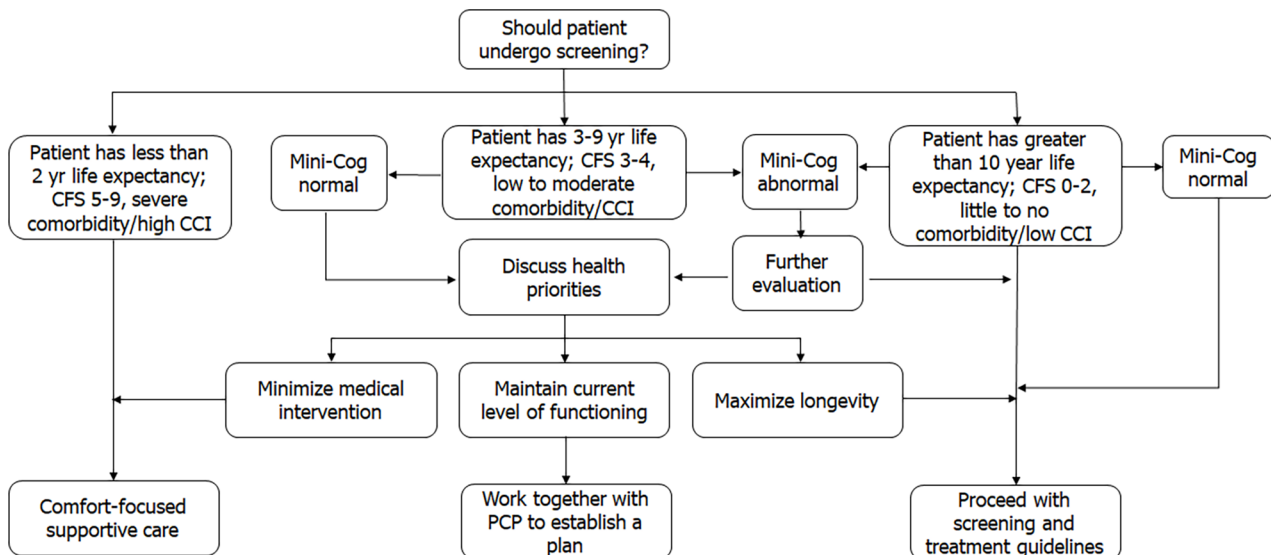 Should patient
undergo screening?
Patient has less than
2 yr life expectancy;
CFS 5-9, severe
comorbidity/high CCI
Mini-Cog
normal
Patient has 3-9 yr life
expectancy; CFS 3-4,
low to moderate
comorbidity/CCI
Mini-Cog
abnormal
Patient has greater
than 10 year life
expectancy; CFS 0-2,
little to no
comorbidity/low CCI
Mini-Cog
normal
Discuss health
priorities
Further
evaluation
Minimize medical
intervention
Maintain current
level of functioning
Maximize longevity
Comfort-focused
supportive care
Work together with
PCP to establish a
plan
Proceed with
screening and
treatment guidelines